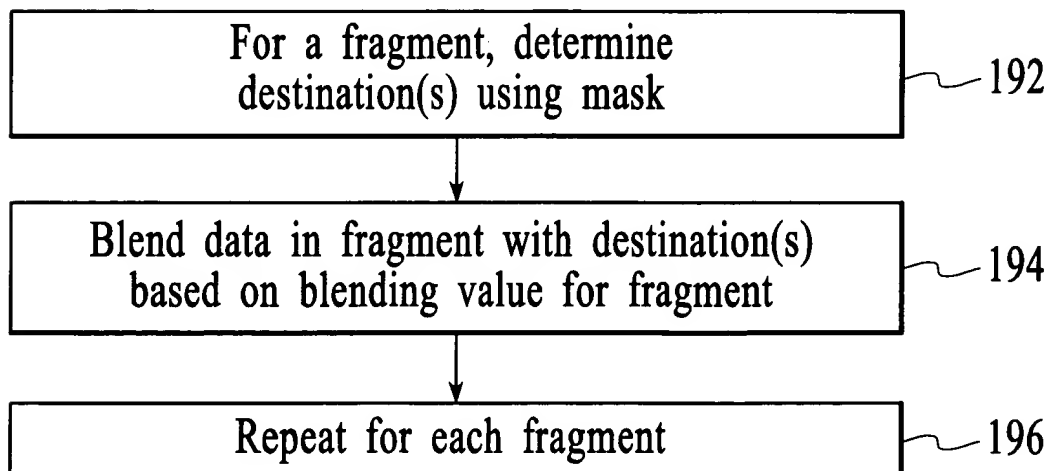 For a fragment, determine
destination(s) using mask
192
Blend data in fragment with destination(s)
based on blending value for fragment
194
Repeat for each fragment
196